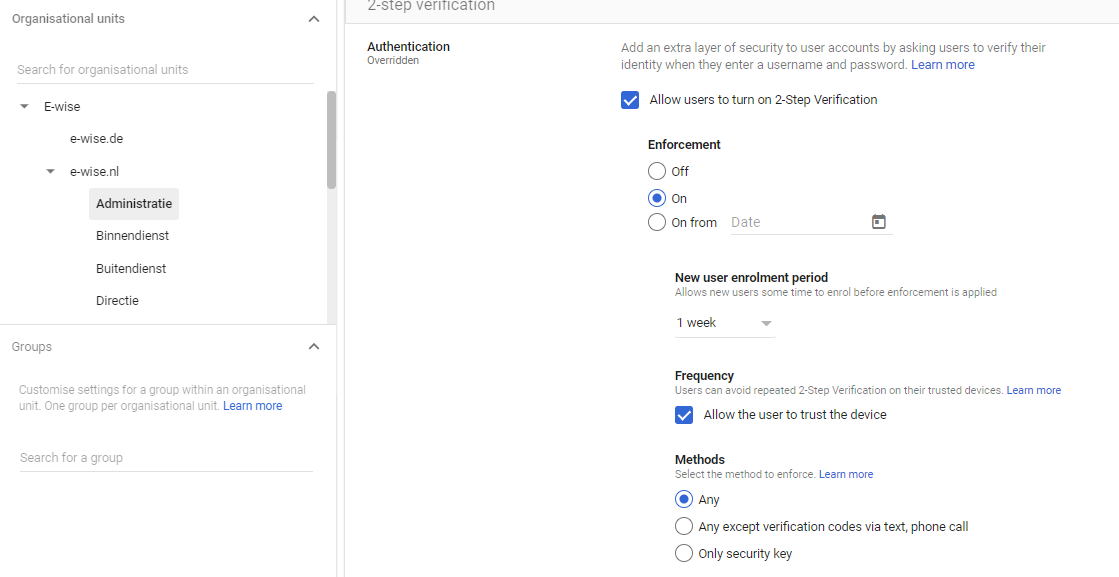 Organisational units
Search for organisational units
E-wise
e-wise.de
e-wise.nl
Administratie
Binnendienst
Buitendienst
Directie
Groups
Customise settings for a group within an organisational
unit. One group per organisational unit. Learn more
Search for a group
2-step verification
Authentication
Overridden
Add an extra layer of security to user accounts by asking users to verify their
identity when they enter a username and password. Learn more
Allow users to turn on 2-Step Verification
Enforcement
Off
On
On from Date
New user enrolment period
Allows new users some time to enrol before enforcement is applied
1 week
Frequency
Users can avoid repeated 2-Step Verification on their trusted devices. Learn more
Allow the user to trust the device
Methods
Select the method to enforce. Learn more
Any
Any except verification codes via text, phone call
Only security key